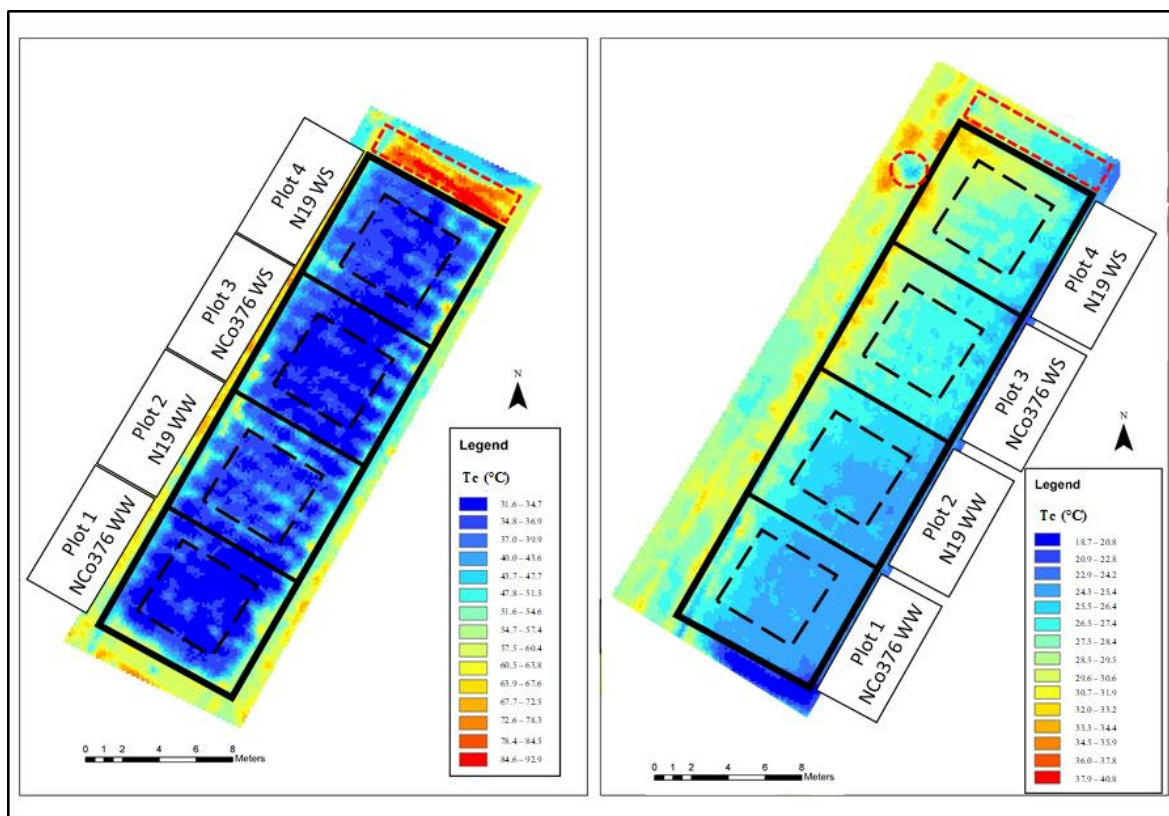 Plot 4
N19 WS
Plot 3
NCo376 WS
Plot 2
N19 WW
Plot 1
NCo376 WW
N
Legend
Tc (°C)
31.6 – 34.7
34.8 – 36.9
37.0 – 39.9
40.0 – 43.6
43.7 – 47.7
47.8 – 51.5
51.6 – 54.6
54.7 – 57.4
57.5 – 60.4
60.5 – 63.8
63.9 – 67.6
67.7 – 72.5
72.6 – 78.3
78.4 – 84.5
84.6 – 92.9
0 1 2 4 6 8
Meters
Plot 4
N19 WS
Plot 3
NCo376 WS
Plot 2
N19 WW
Plot 1
NCo376 WW
N
Legend
Tc (°C)
18.7 – 20.8
20.9 – 22.8
22.9 – 24.2
24.3 – 25.4
25.5 – 26.4
26.5 – 27.4
27.5 – 28.4
28.5 – 29.5
29.6 – 30.6
30.7 – 31.9
32.0 – 33.2
33.3 – 34.4
34.5 – 35.9
36.0 – 37.8
37.9 – 40.8
0 1 2 4 6 8
Meters